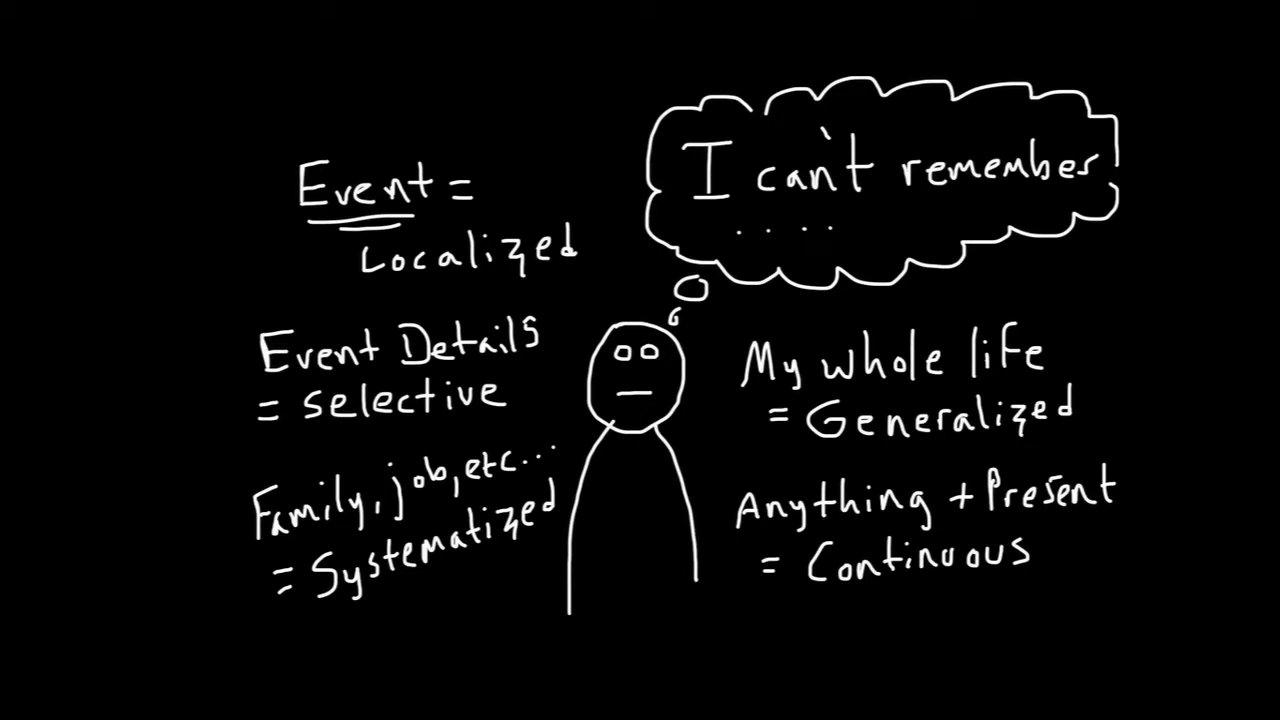 I can't remember
....
Event =
Localized
Event Details
= selective
Family, job, etc...
= Systematized
My whole life
= Generalized
Anything + Present
= Continuous